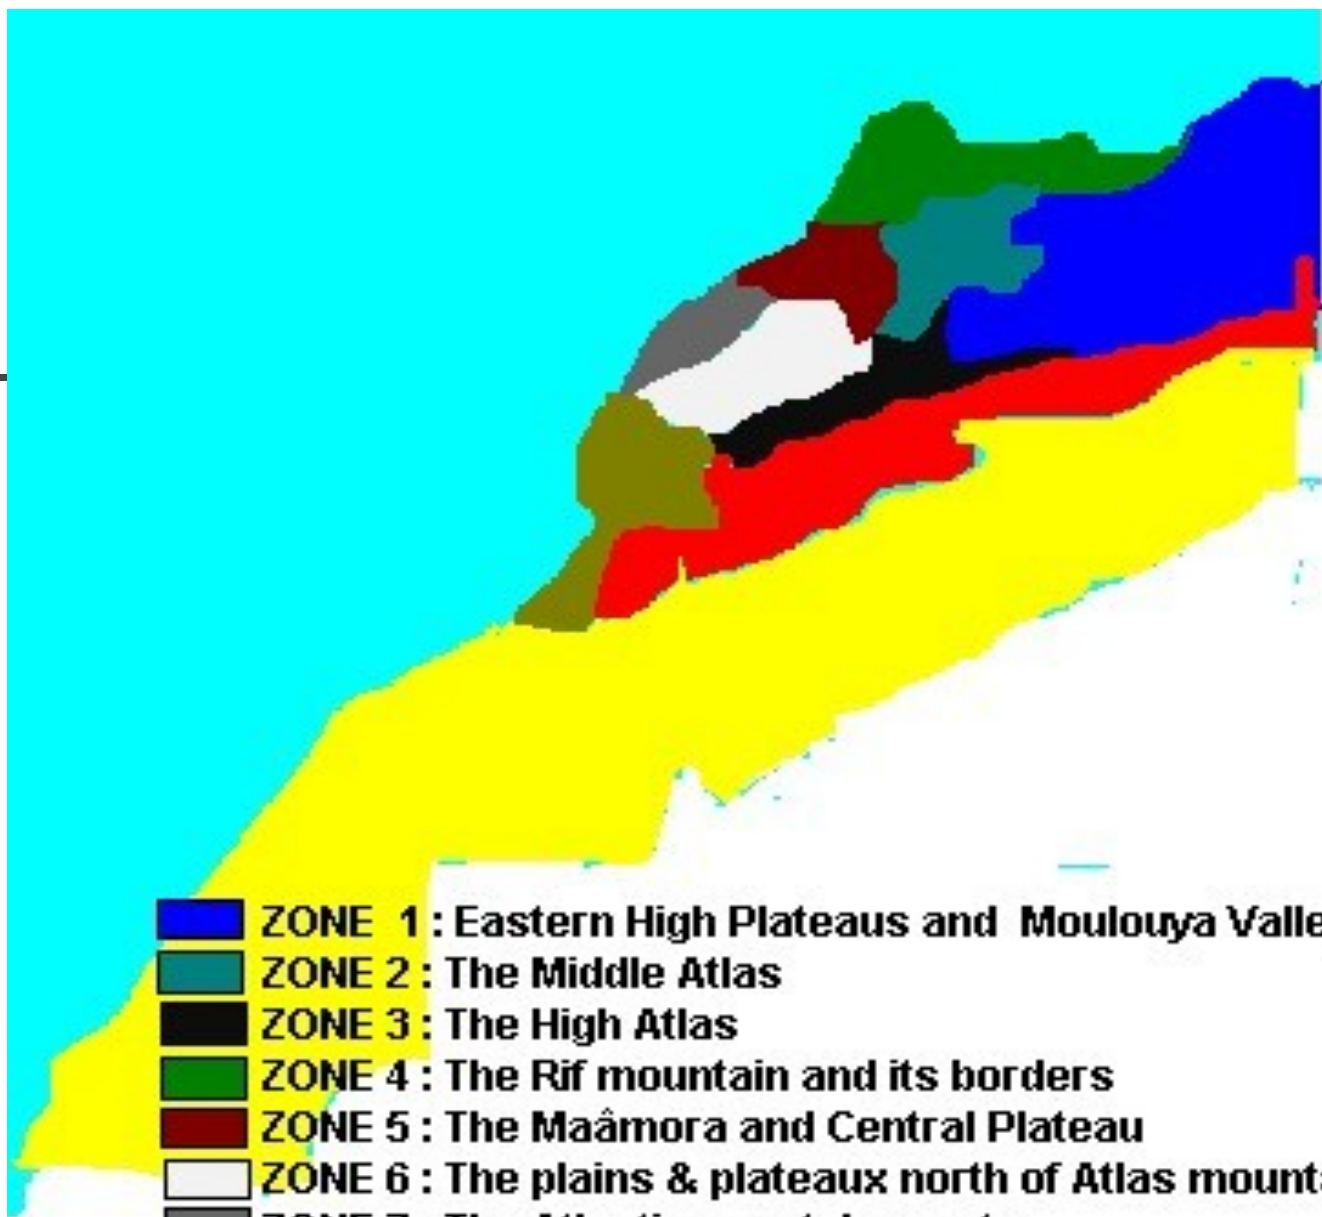 ZONE 1 : Eastern High Plateaus and Moulouya Valle
ZONE 2 : The Middle Atlas
ZONE 3 : The High Atlas
ZONE 4 : The Rif mountain and its borders
ZONE 5 : The Maâmora and Central Plateau
ZONE 6 : The plains & plateaux north of Atlas mount